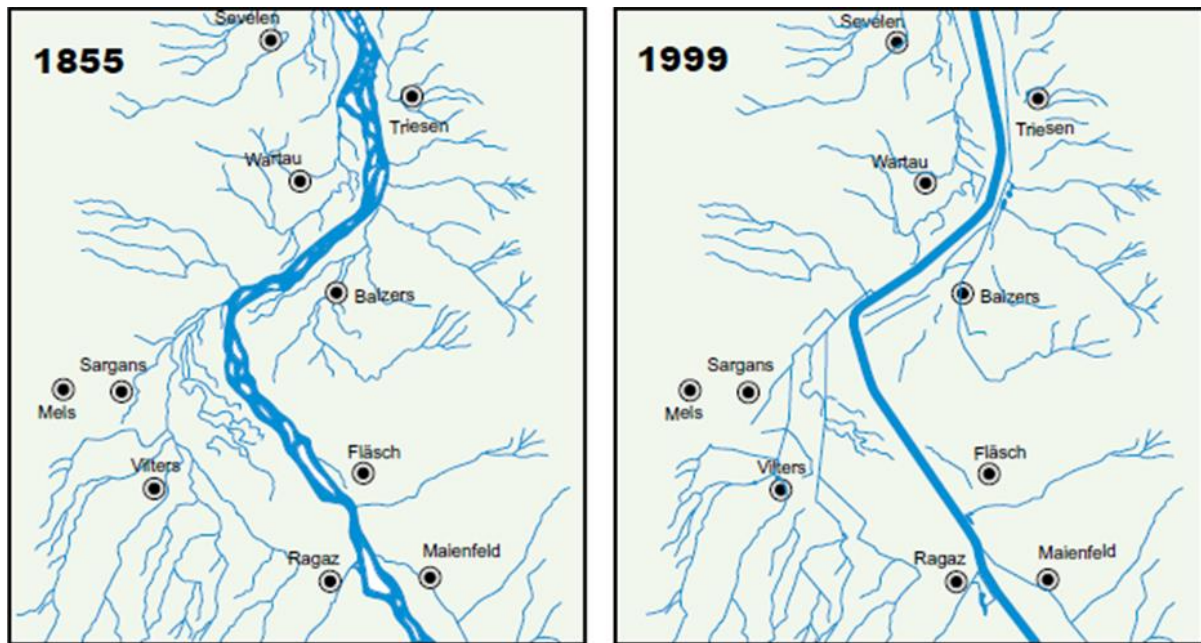 Sevelen
1855
Triesen
Wartau
Balzers
Sargans
Mels
Fläsch
Vilters
Ragaz
Maienfeld
Sevelen
1999
Triesen
Wartau
Balzers
Sargans
Mels
Fläsch
Vilters
Ragaz
Maienfeld